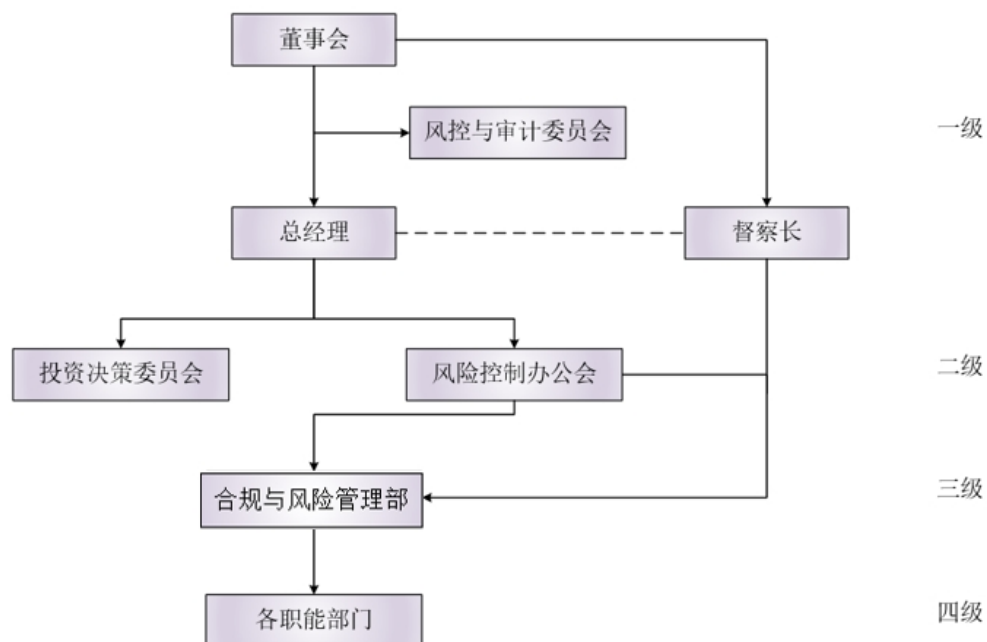 董事会
风控与审计委员会
一级
总经理
督察长
投资决策委员会
风险控制办公会
二级
合规与风险管理部
三级
各职能部门
四级